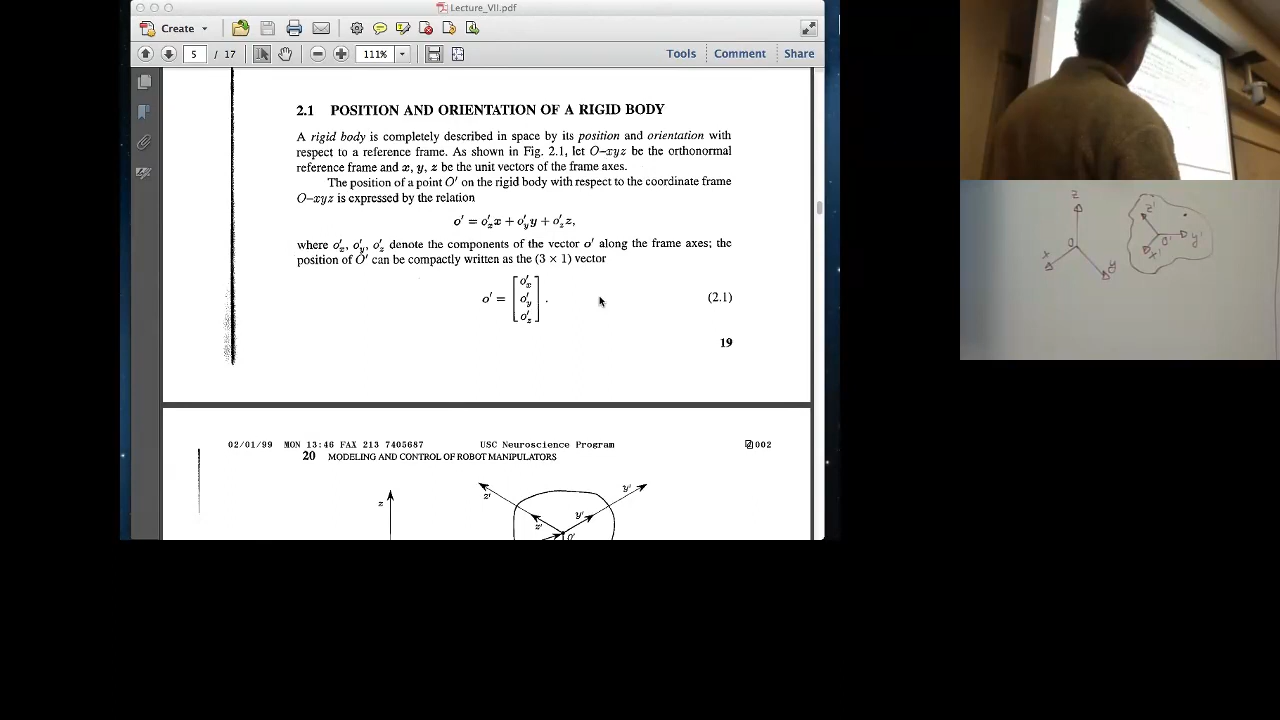 Lecture_VII.pdf
Create
5 / 17
111%
Tools
Comment
Share
2.1 POSITION AND ORIENTATION OF A RIGID BODY
A rigid body is completely described in space by its position and orientation with
respect to a reference frame. As shown in Fig. 2.1, let O–xyz be the orthonormal
reference frame and x, y, z be the unit vectors of the frame axes.
The position of a point O′ on the rigid body with respect to the coordinate frame
O–xyz is expressed by the relation
o′ = o′ₓx + o′_y y + o′_z z,
where o′ₓ, o′_y, o′_z denote the components of the vector o′ along the frame axes; the
position of O′ can be compactly written as the (3 × 1) vector
o′ = [o′ₓ o′_y o′_z] . (2.1)
19
02/01/99 MON 13:46 FAX 213 7405687 USC Neuroscience Program 002
20 MODELING AND CONTROL OF ROBOT MANIPULATORS
z
z′
y′
y′
z′
O′
z
O
x
y
z′
O′
y′
x′